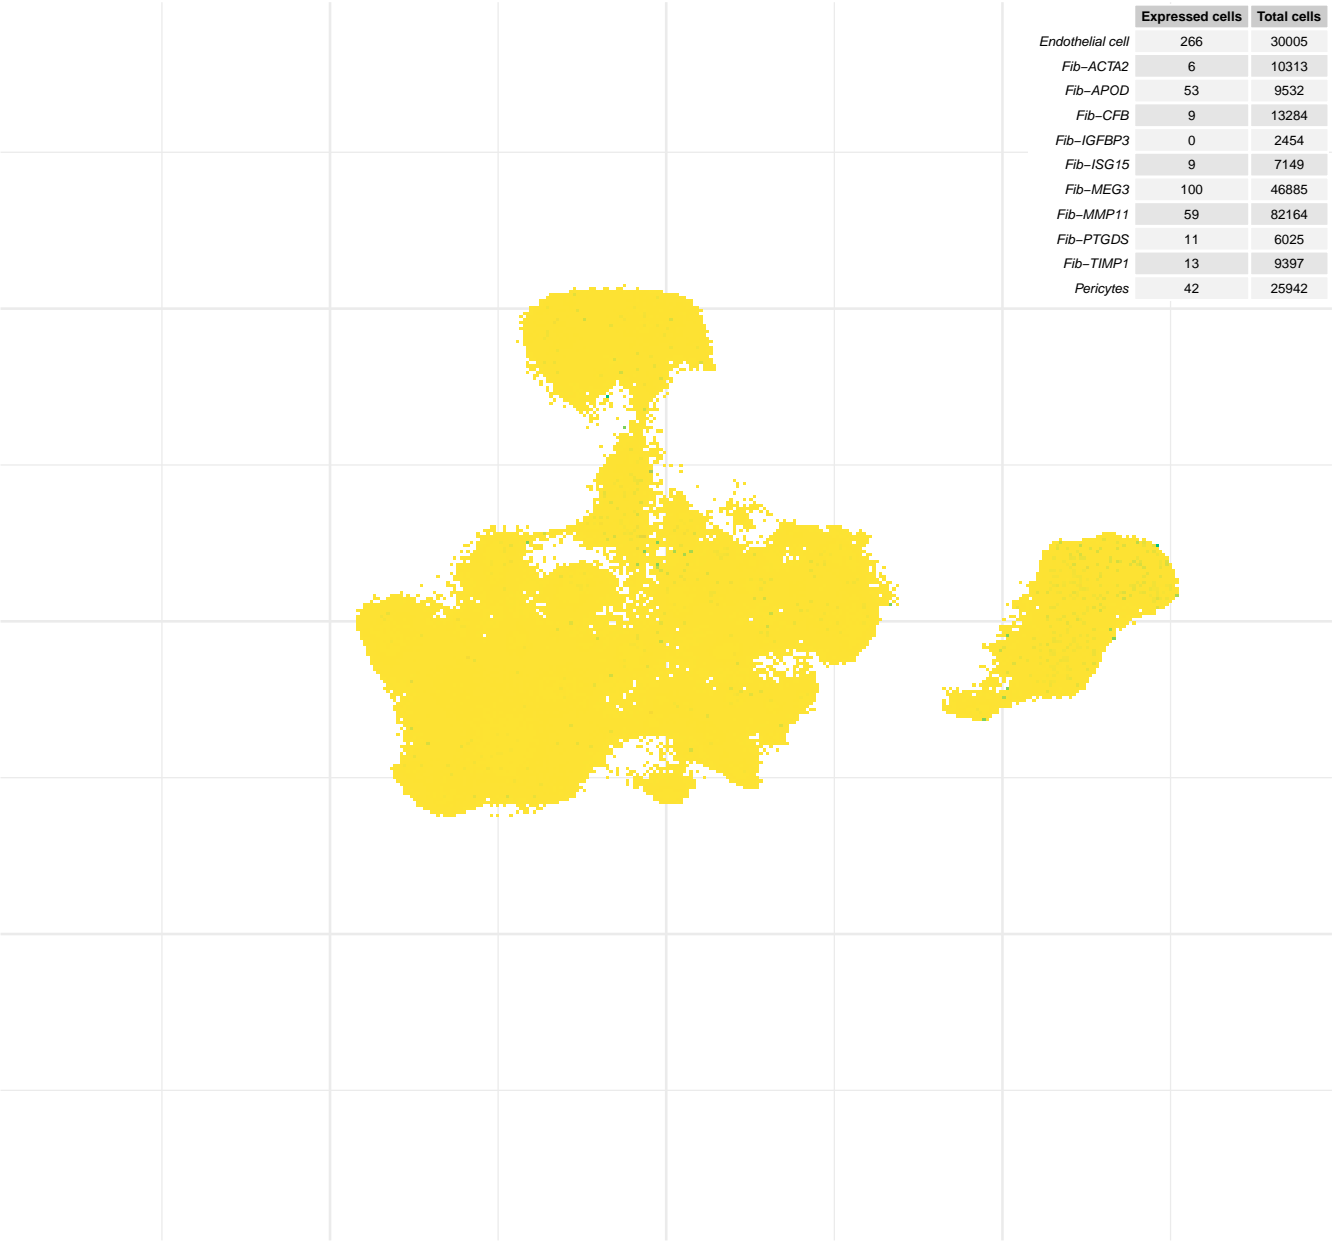 Expressed cells Total cells
Endothelial cell 266 30005
Fib−ACTA2 6 10313
Fib−APOD 53 9532
Fib−CFB 9 13284
Fib−IGFBP3 0 2454
Fib−ISG15 9 7149
Fib−MEG3 100 46885
Fib−MMP11 59 82164
Fib−PTGDS 11 6025
Fib−TIMP1 13 9397
Pericytes 42 25942